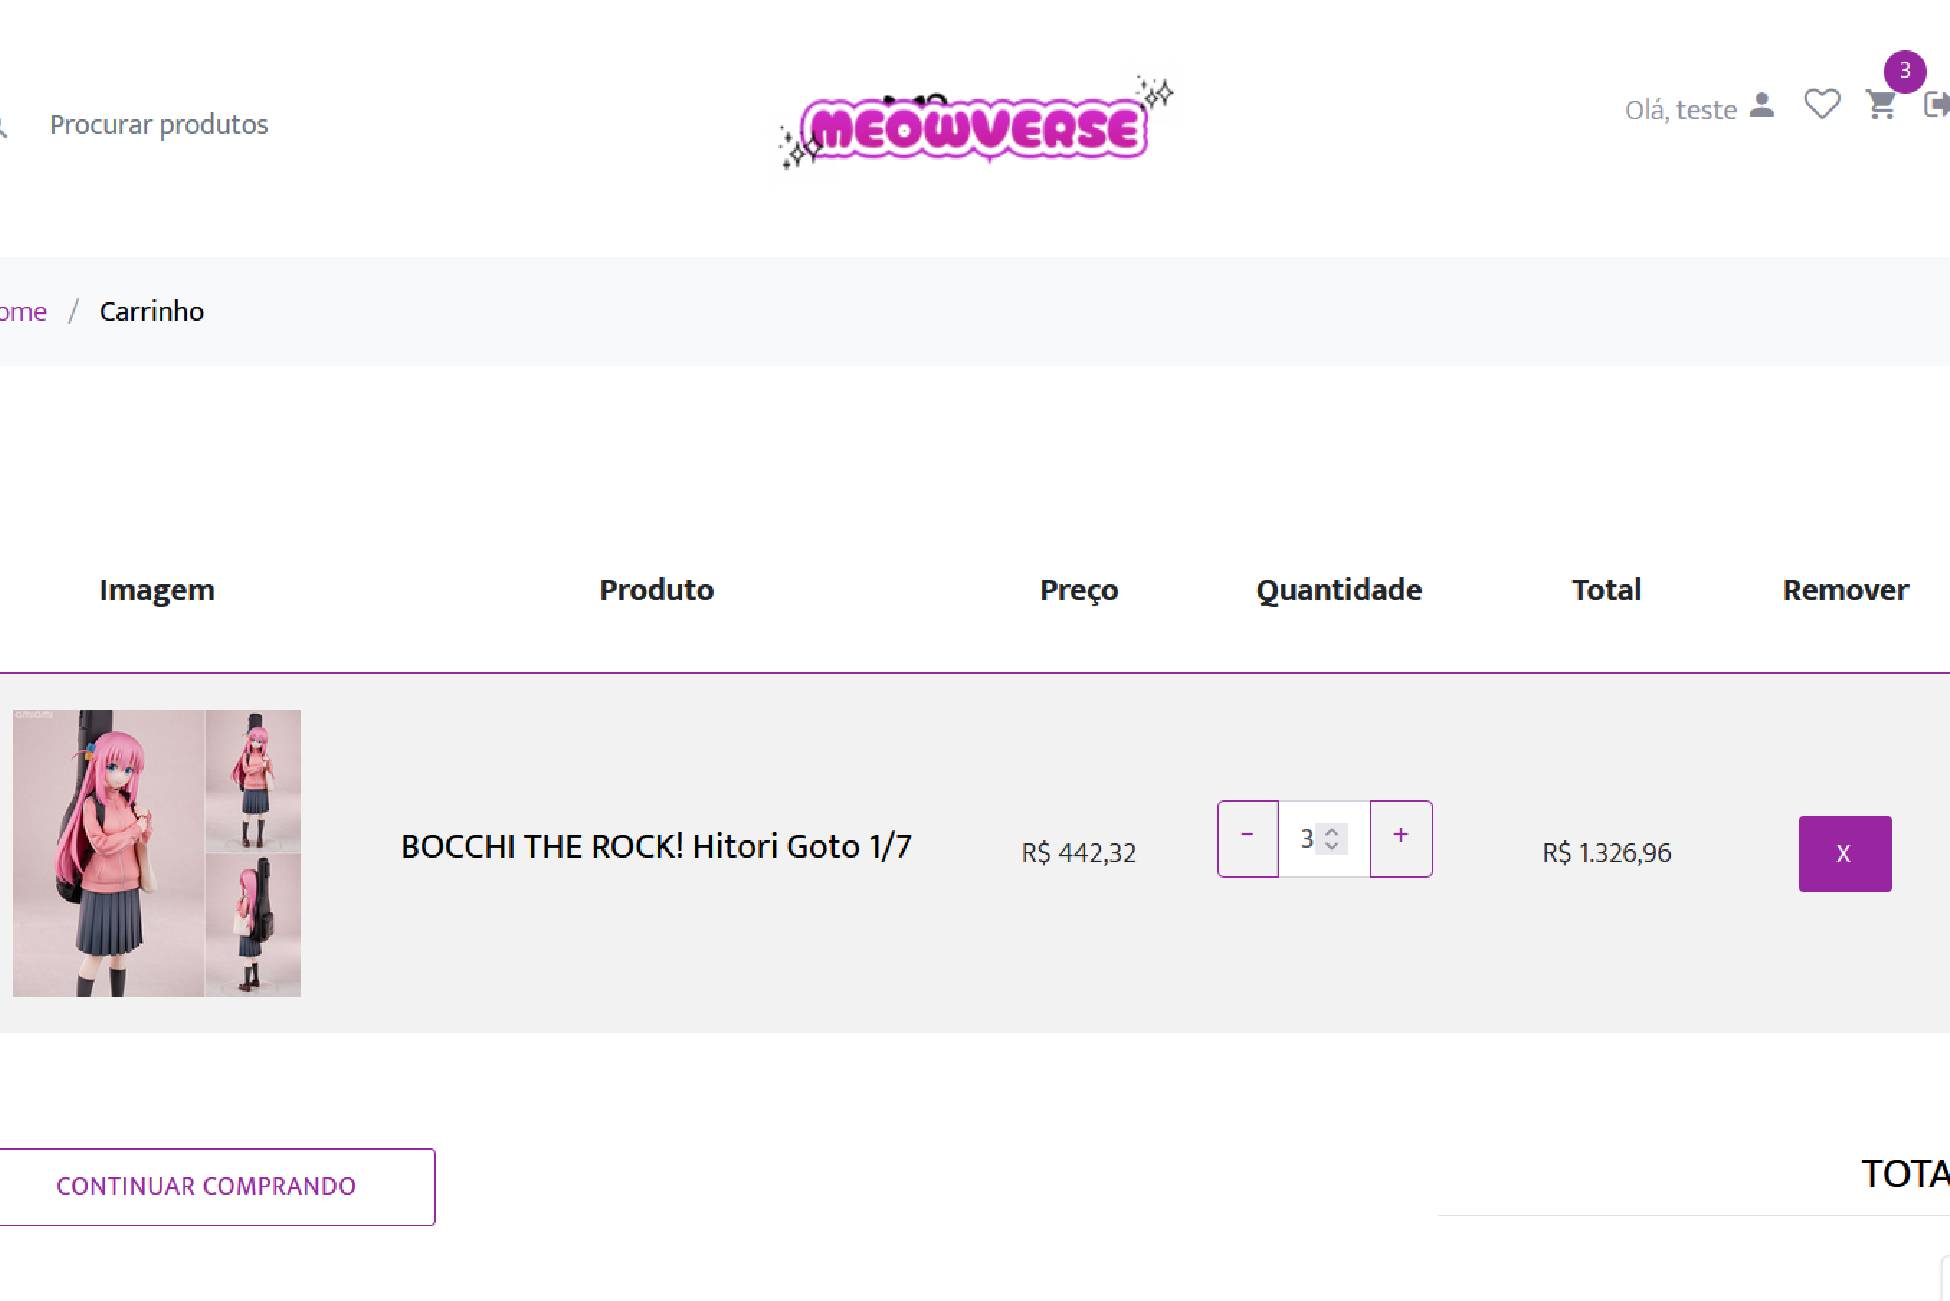 Procurar produtos
MEOWVERSE
Olá, teste
3
ome / Carrinho
Imagem Produto Preço Quantidade Total Remover
amiami
BOCCHI THE ROCK! Hitori Goto 1/7 R$ 442,32 - 3 + R$ 1.326,96 X
CONTINUAR COMPRANDO
TOTA